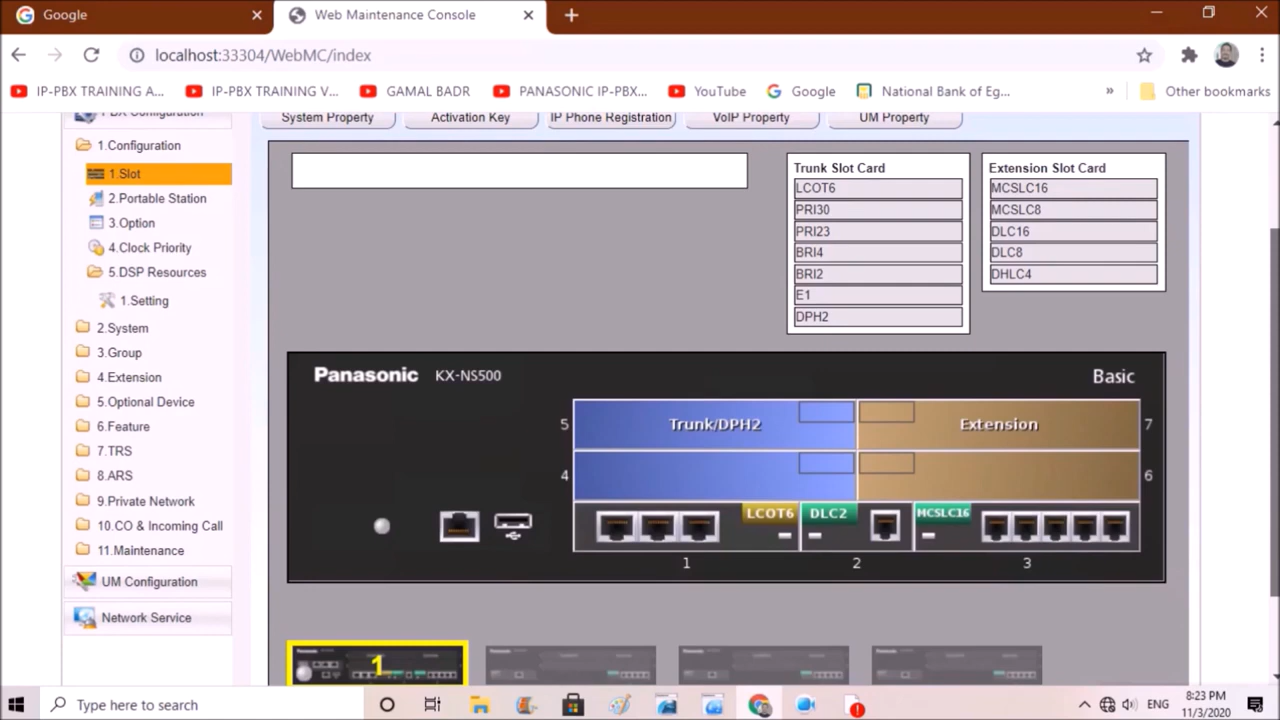 Google
Web Maintenance Console
localhost:33304/WebMC/index
IP-PBX TRAINING A...
IP-PBX TRAINING V...
GAMAL BADR
PANASONIC IP-PBX...
YouTube
Google
National Bank of Eg...
»
Other bookmarks
PBX Configuration
System Property
Activation Key
IP Phone Registration
VoIP Property
UM Property
1.Configuration
1.Slot
2.Portable Station
3.Option
4.Clock Priority
5.DSP Resources
1.Setting
2.System
3.Group
4.Extension
5.Optional Device
6.Feature
7.TRS
8.ARS
9.Private Network
10.CO & Incoming Call
11.Maintenance
UM Configuration
Network Service
Trunk Slot Card
LCOT6
PRI30
PRI23
BRI4
BRI2
E1
DPH2
Extension Slot Card
MCSLC16
MCSLC8
DLC16
DLC8
DHLC4
Panasonic KX-NS500
Basic
5
Trunk/DPH2
Extension
7
4
6
LCOT6
DLC2
MCSLC16
1
2
3
1
Type here to search
ENG
8:23 PM
11/3/2020